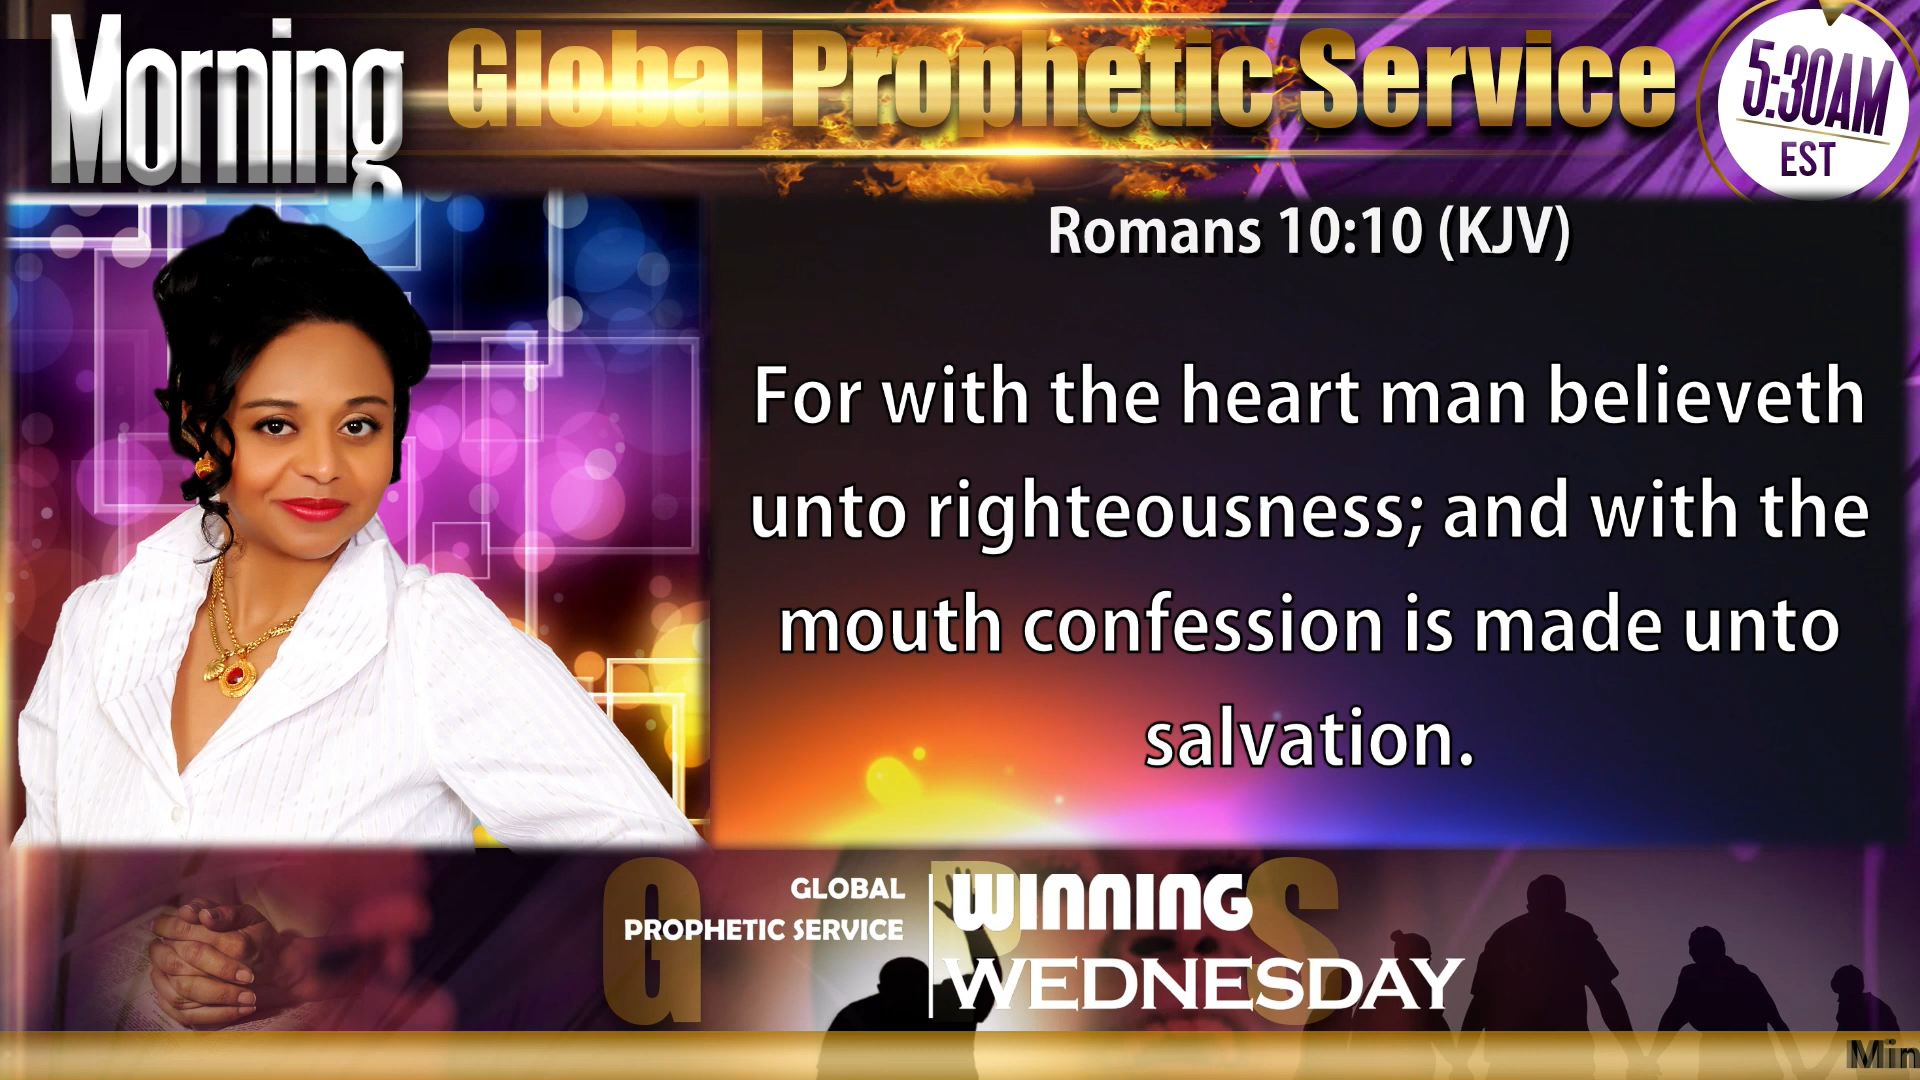 Morning Global Prophetic Service
5:30AM
EST
Romans 10:10 (KJV)
For with the heart man believeth
unto righteousness; and with the
mouth confession is made unto
salvation.
G P S
GLOBAL
PROPHETIC SERVICE
WINNING
WEDNESDAY
Min